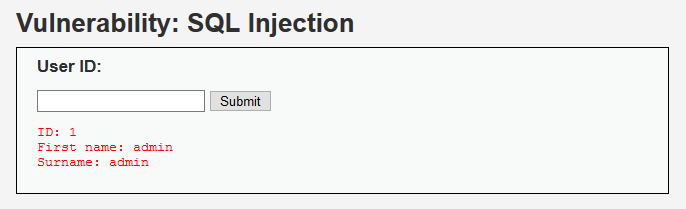 Vulnerability: SQL Injection
User ID:
Submit
ID: 1
First name: admin
Surname: admin